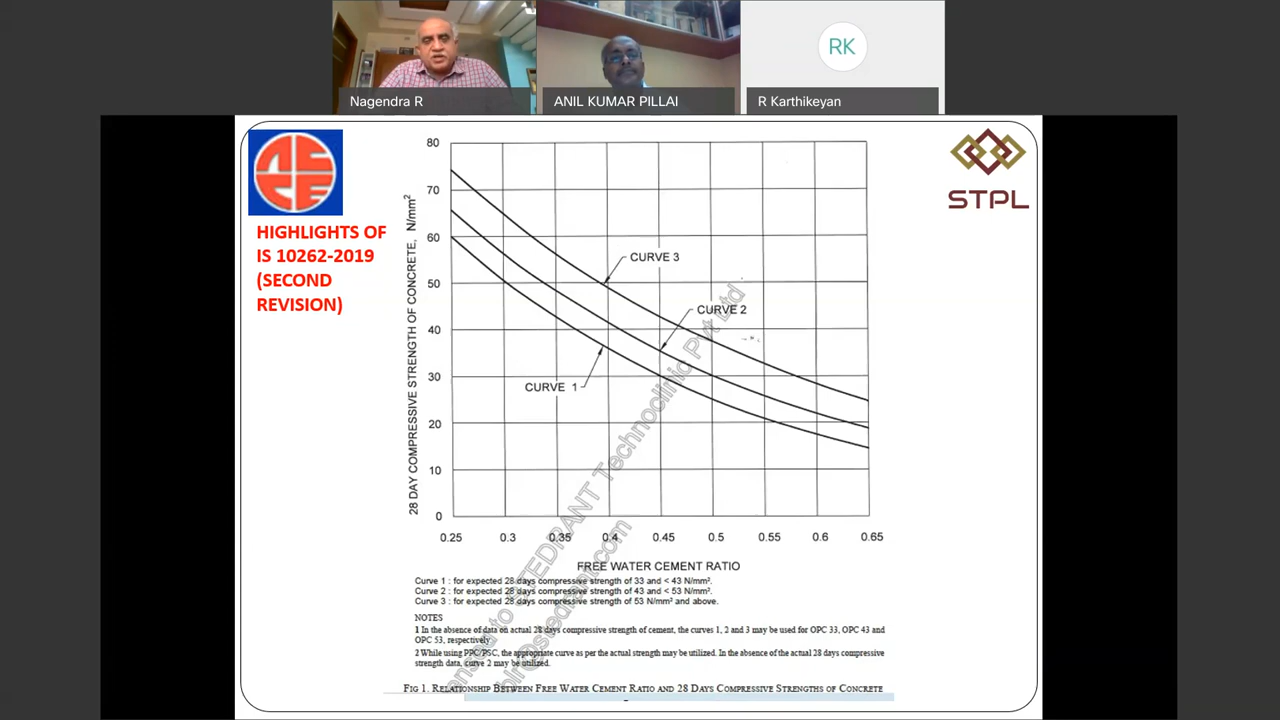 RK
Nagendra R
ANIL KUMAR PILLAI
R Karthikeyan
HIGHLIGHTS OF
IS 10262-2019
(SECOND
REVISION)
STPL
28 DAY COMPRESSIVE STRENGTH OF CONCRETE, N/mm²
80
70
60
50
40
30
20
10
0
CURVE 3
CURVE 2
CURVE 1
0.25 0.3 0.35 0.4 0.45 0.5 0.55 0.6 0.65
FREE WATER CEMENT RATIO
Curve 1 : for expected 28 days compressive strength of 33 and < 43 N/mm².
Curve 2 : for expected 28 days compressive strength of 43 and < 53 N/mm².
Curve 3 : for expected 28 days compressive strength of 53 N/mm² and above.
NOTES
1 In the absence of data on actual 28 days compressive strength of cement, the curves 1, 2 and 3 may be used for OPC 33, OPC 43 and
OPC 53, respectively
2 While using PPC/PSC, the appropriate curve as per the actual strength may be utilized. In the absence of the actual 28 days compressive
strength data, curve 2 may be utilized.
FIG 1. RELATIONSHIP BETWEEN FREE WATER CEMENT RATIO AND 28 DAYS COMPRESSIVE STRENGTHS OF CONCRETE
to STEDRANT Technoclinic Pvt Ltd
@stedrant.com